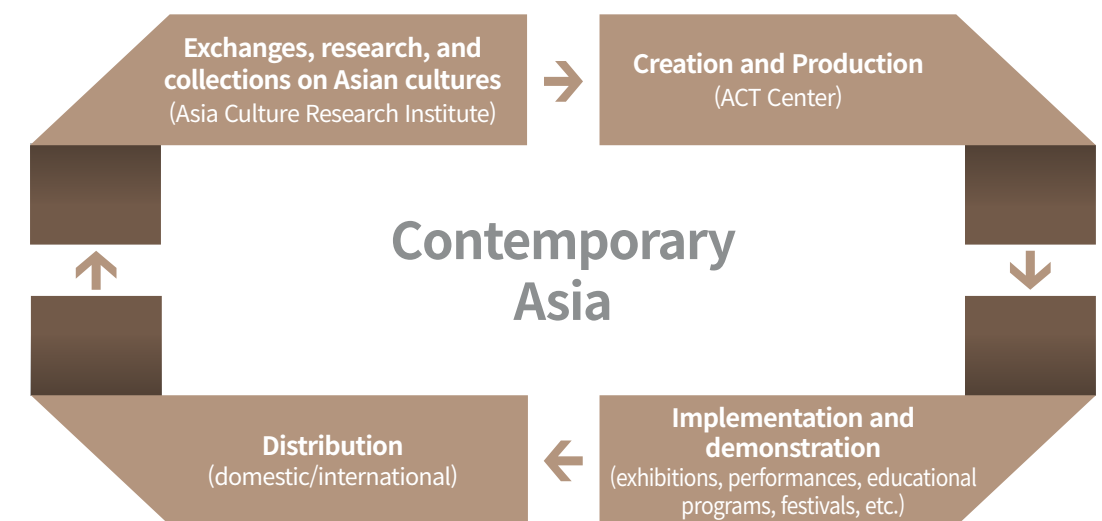 Exchanges, research, and
collections on Asian cultures
(Asia Culture Research Institute)
Creation and Production
(ACT Center)
Contemporary
Asia
Distribution
(domestic/international)
Implementation and
demonstration
(exhibitions, performances, educational
programs, festivals, etc.)